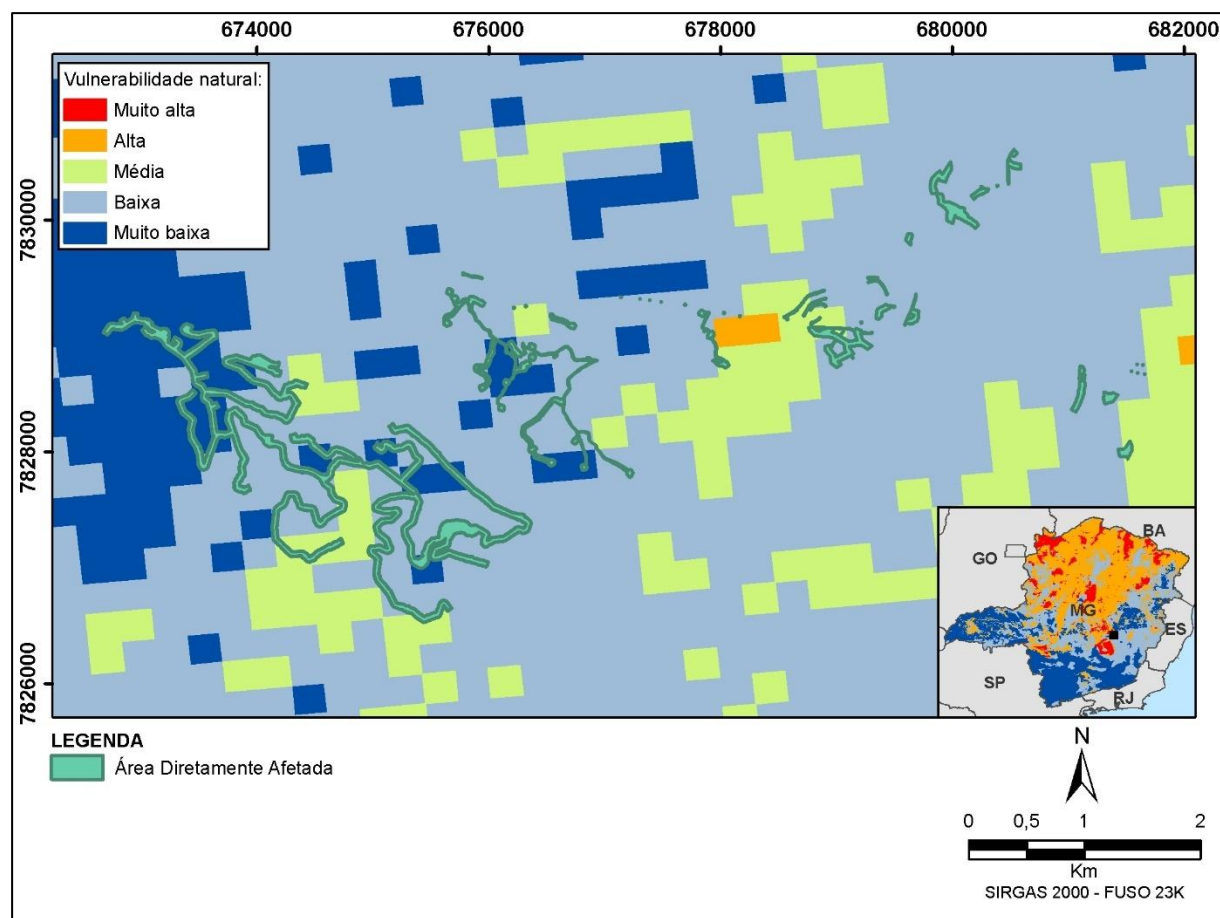 674000
676000
678000
680000
682000
7830000
7828000
7826000
Vulnerabilidade natural:
Muito alta
Alta
Média
Baixa
Muito baixa
BA
GO
MG
ES
SP
RJ
LEGENDA
Área Diretamente Afetada
N
0 0,5 1 2
Km
SIRGAS 2000 - FUSO 23K